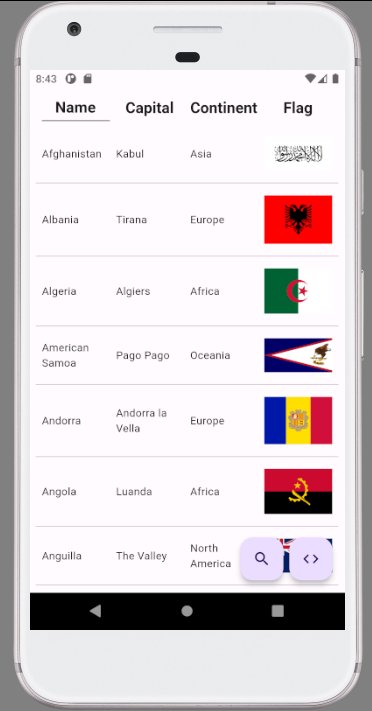 8:43
Name Capital Continent Flag
Afghanistan Kabul Asia
Albania Tirana Europe
Algeria Algiers Africa
American
Samoa Pago Pago Oceania
Andorra Andorra la
Vella Europe
Angola Luanda Africa
Anguilla The Valley North
America